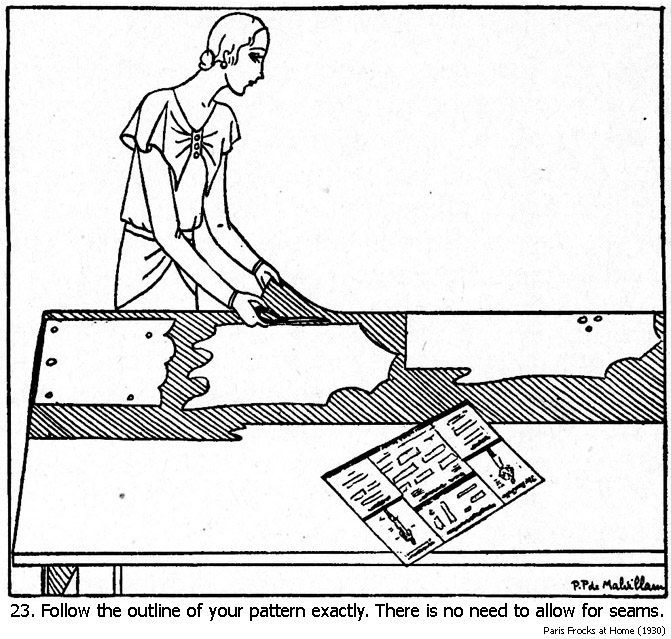 P.P de Malvillam
23. Follow the outline of your pattern exactly. There is no need to allow for seams.
Paris Frocks at Home (1930)